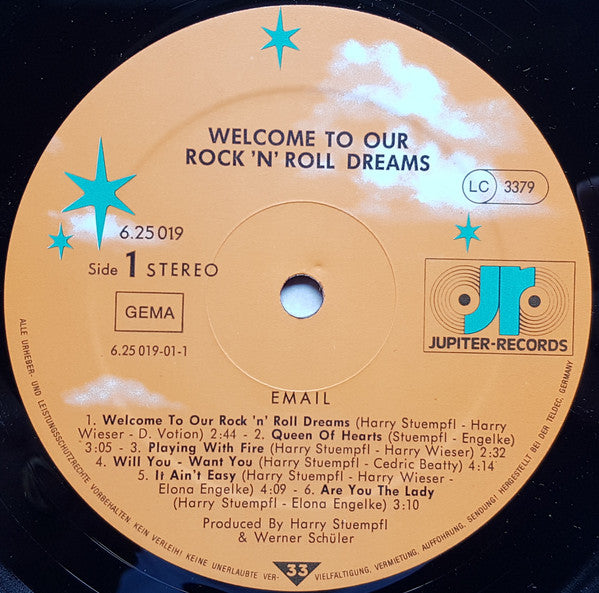 WELCOME TO OUR
ROCK 'N' ROLL DREAMS
LC 3379
6.25 019
Side 1 STEREO
GEMA
6.25 019-01-1
jr
JUPITER-RECORDS
EMAIL
1. Welcome To Our Rock 'n' Roll Dreams (Harry Stuempfl - Harry
Wieser - D. Votion) 2:44 - 2. Queen Of Hearts (Stuempfl - Engelke)
3:05 - 3. Playing With Fire (Harry Stuempfl - Harry Wieser) 2:32
4. Will You - Want You (Harry Stuempfl - Cedric Beatty) 4:14
5. It Ain't Easy (Harry Stuempfl - Harry Wieser -
Elona Engelke) 4:09 - 6. Are You The Lady
(Harry Stuempfl - Elona Engelke) 3:10
Produced By Harry Stuempfl
& Werner Schüler
ALLE URHEBER- UND LEISTUNGSSCHUTZRECHTE VORBEHALTEN KEIN VERLEIH! KEINE UNERLAUBTE VER- 33 VIELFÄLTIGUNG, VERMIETUNG, AUFFÜHRUNG, SENDUNG! HERGESTELLT BEI DER TELDEC, GERMANY